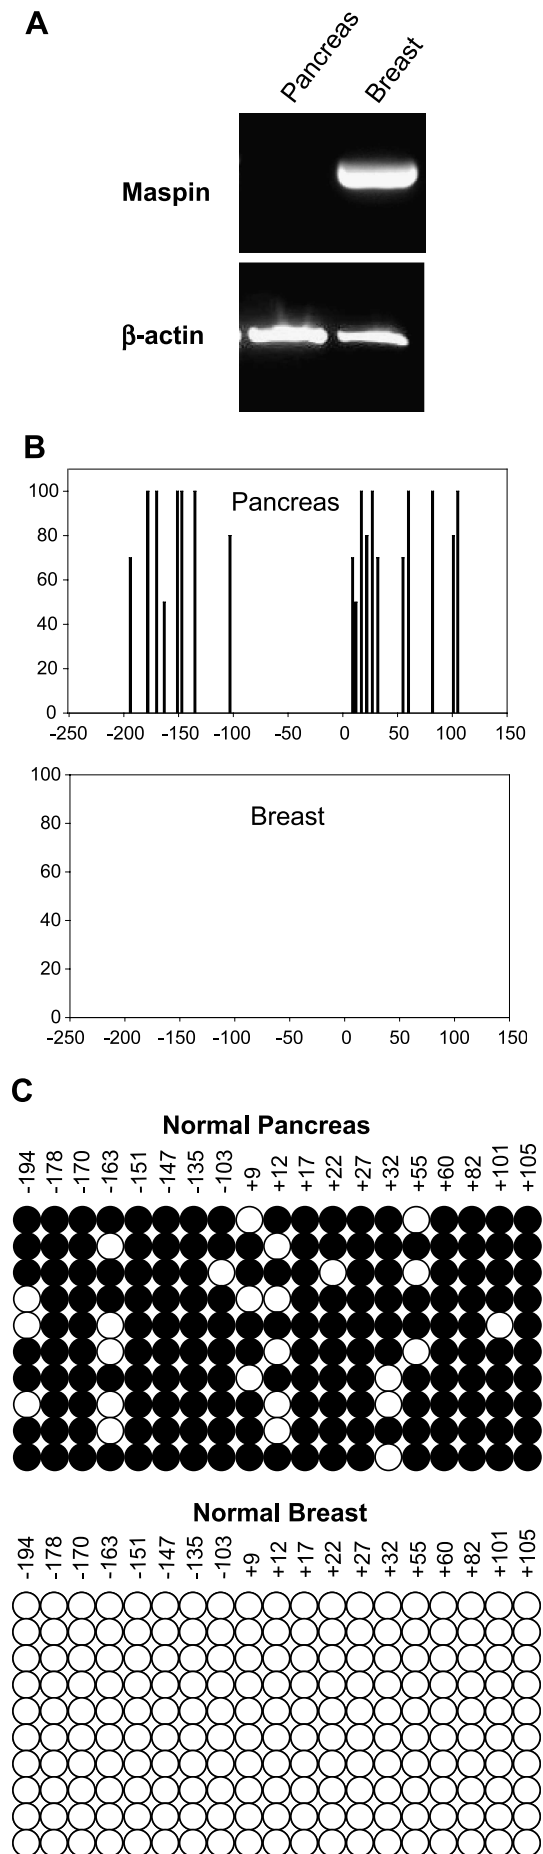 A
Pancreas Breast
Maspin
β-actin
B
Pancreas
100
80
60
40
20
0
-250 -200 -150 -100 -50 0 50 100 150
Breast
100
80
60
40
20
0
-250 -200 -150 -100 -50 0 50 100 150
C
Normal Pancreas
-194 -178 -170 -163 -151 -147 -135 -103 +9 +12 +17 +22 +27 +32 +55 +60 +82 +101 +105
Normal Breast
-194 -178 -170 -163 -151 -147 -135 -103 +9 +12 +17 +22 +27 +32 +55 +60 +82 +101 +105